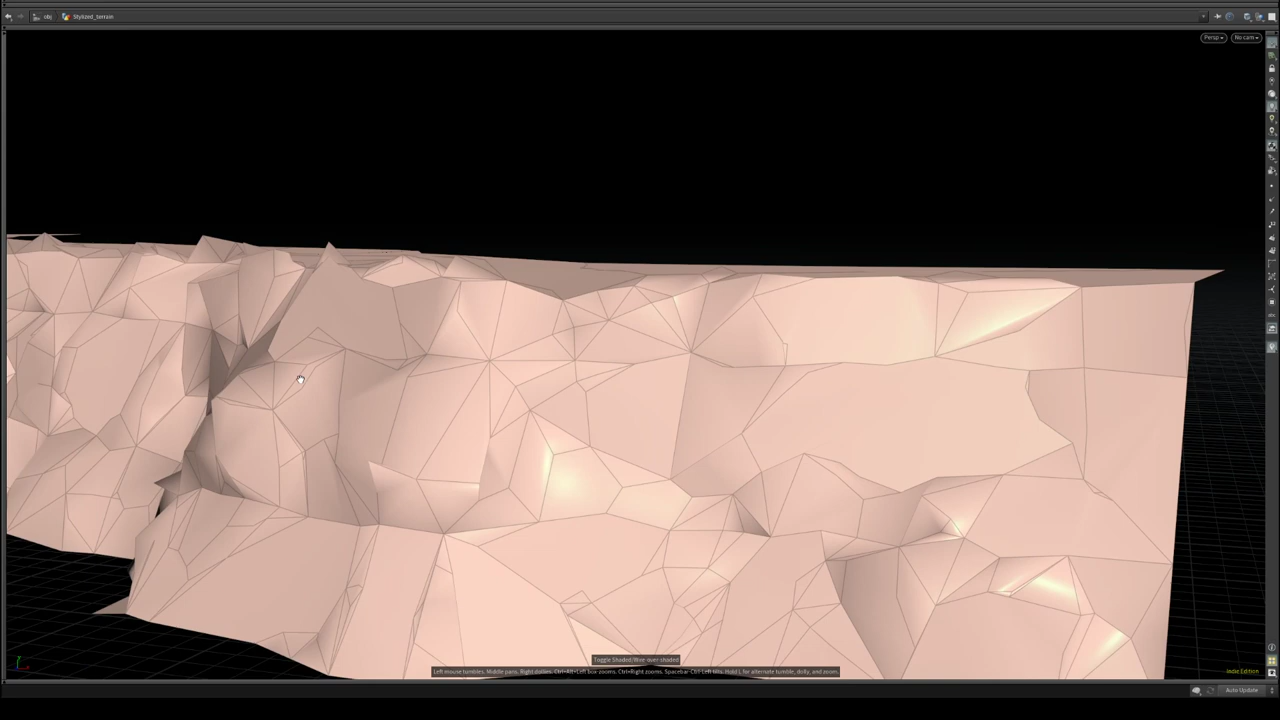 obj Stylized_terrain
Persp No cam
Toggle Shaded/Wire over shaded
Left mouse tumbles. Middle pans. Right dollies. Ctrl+Alt+Left box-zooms. Ctrl+Right zooms. Spacebar-Ctrl-Left tilts. Hold L for alternate tumble, dolly, and zoom.
Indie Edition
Auto Update